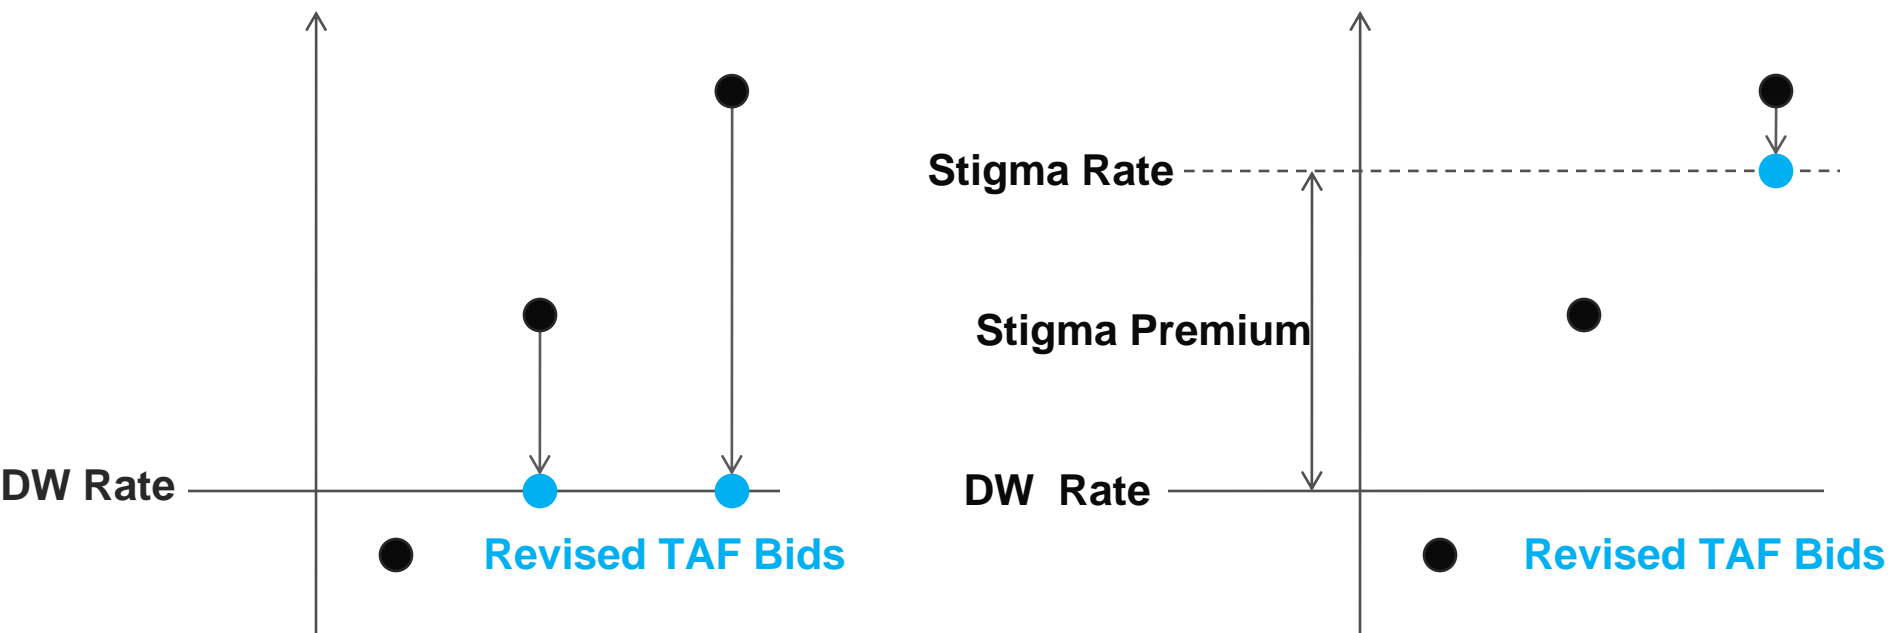 DW Rate
Revised TAF Bids
Stigma Rate
Stigma Premium
DW  Rate
Revised TAF Bids